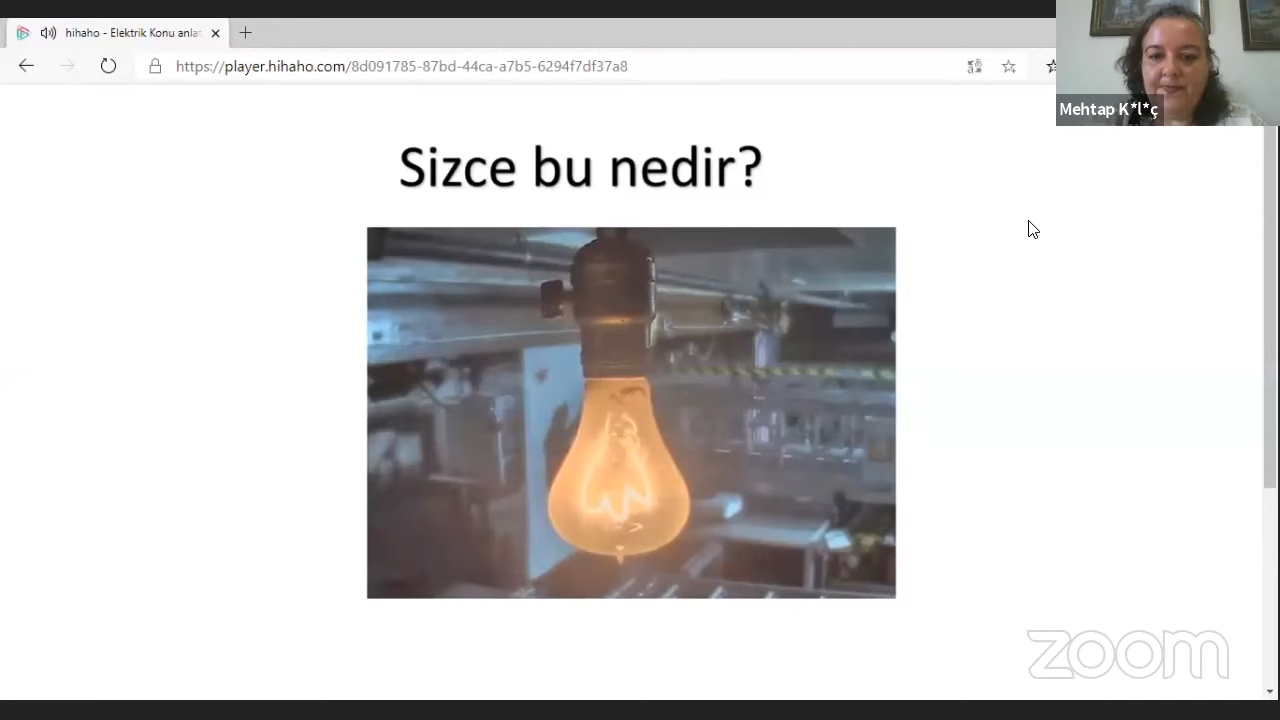 hihaho - Elektrik Konu anlat
https://player.hihaho.com/8d091785-87bd-44ca-a7b5-6294f7df37a8
Mehtap K*l*ç
Sizce bu nedir?
zoom